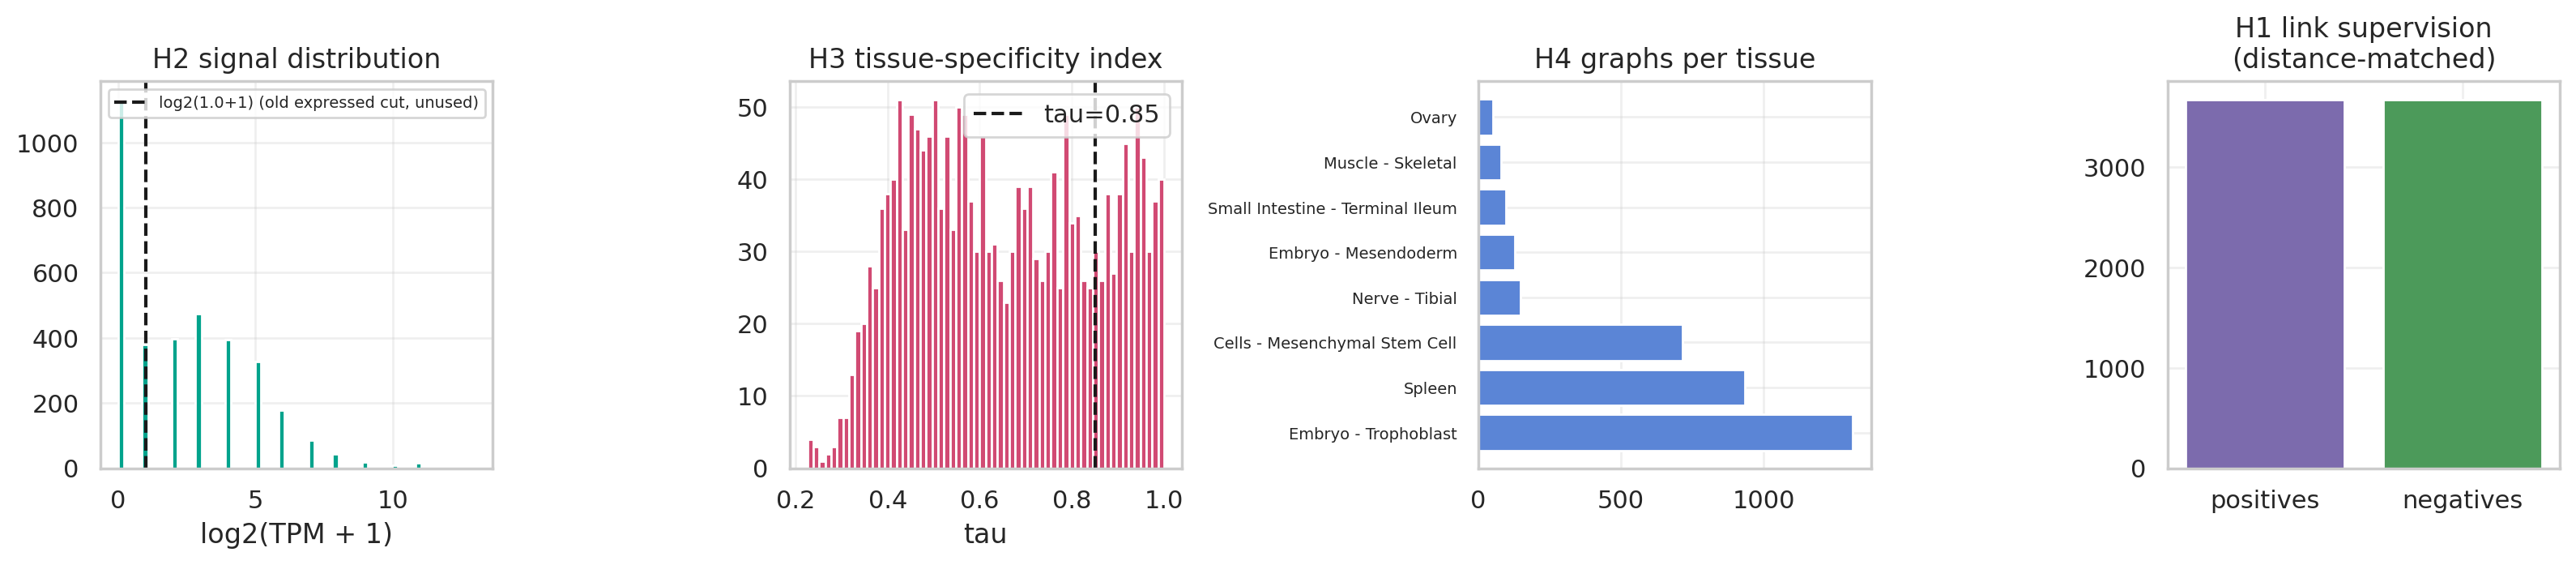 H2 signal distribution
log2(1.0+1) (old expressed cut, unused)
1000
800
600
400
200
0
0 5 10
log2(TPM + 1)
H3 tissue-specificity index
tau=0.85
50
40
30
20
10
0
0.2 0.4 0.6 0.8 1.0
tau
H4 graphs per tissue
Ovary
Muscle - Skeletal
Small Intestine - Terminal Ileum
Embryo - Mesendoderm
Nerve - Tibial
Cells - Mesenchymal Stem Cell
Spleen
Embryo - Trophoblast
0 500 1000
H1 link supervision
(distance-matched)
3000
2000
1000
0
positives negatives